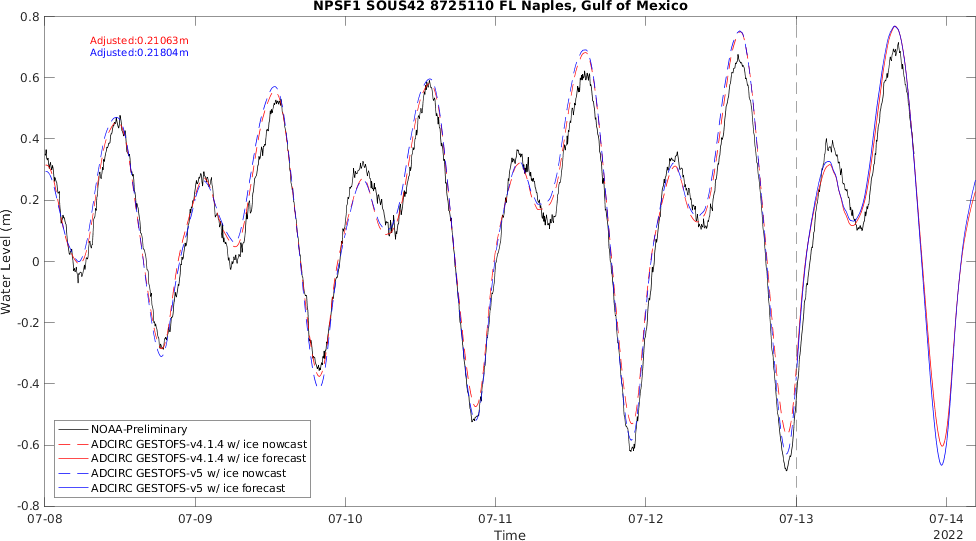 NPSF1 SOUS42 8725110 FL Naples, Gulf of Mexico
Adjusted:0.21063m
Adjusted:0.21804m
Water Level (m)
0.8
0.6
0.4
0.2
0
-0.2
-0.4
-0.6
-0.8
NOAA-Preliminary
ADCIRC GESTOFS-v4.1.4 w/ ice nowcast
ADCIRC GESTOFS-v4.1.4 w/ ice forecast
ADCIRC GESTOFS-v5 w/ ice nowcast
ADCIRC GESTOFS-v5 w/ ice forecast
07-08 07-09 07-10 07-11 07-12 07-13 07-14
Time
2022